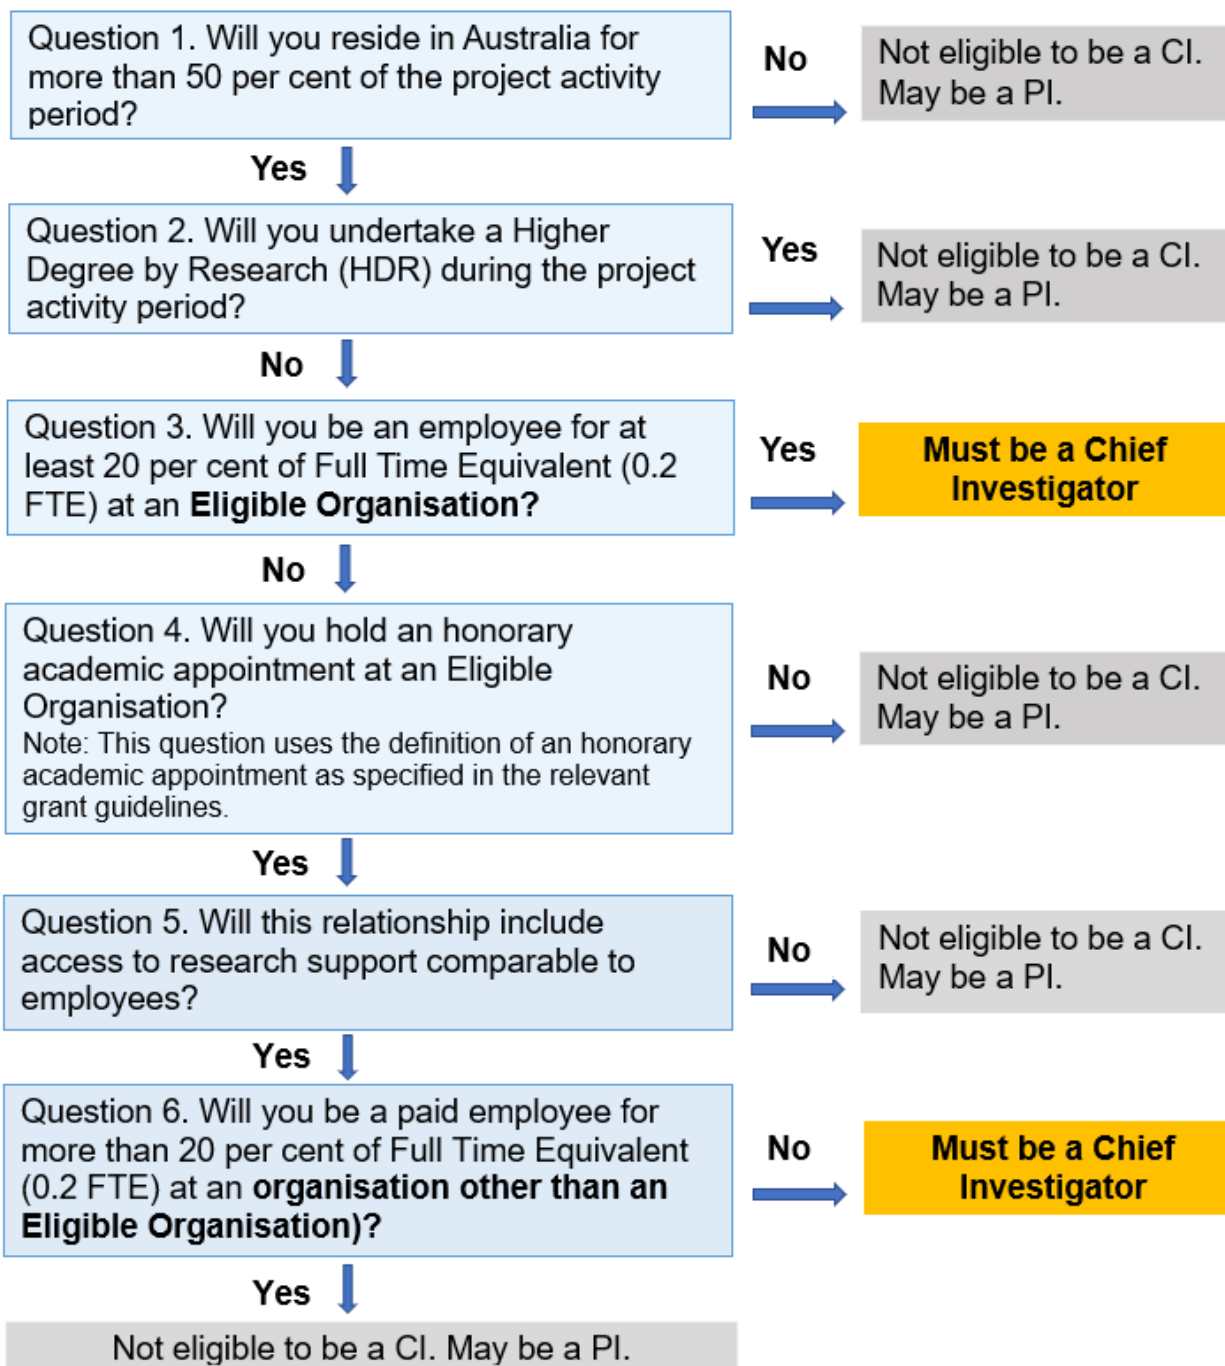 Question 1. Will you reside in Australia for
more than 50 per cent of the project activity
period?
No
Not eligible to be a CI.
May be a PI.
Yes
Question 2. Will you undertake a Higher
Degree by Research (HDR) during the project
activity period?
Yes
Not eligible to be a CI.
May be a PI.
No
Question 3. Will you be an employee for at
least 20 per cent of Full Time Equivalent (0.2
FTE) at an Eligible Organisation?
Yes
Must be a Chief
Investigator
No
Question 4. Will you hold an honorary
academic appointment at an Eligible
Organisation?
Note: This question uses the definition of an honorary
academic appointment as specified in the relevant
grant guidelines.
No
Not eligible to be a CI.
May be a PI.
Yes
Question 5. Will this relationship include
access to research support comparable to
employees?
No
Not eligible to be a CI.
May be a PI.
Yes
Question 6. Will you be a paid employee for
more than 20 per cent of Full Time Equivalent
(0.2 FTE) at an organisation other than an
Eligible Organisation)?
No
Must be a Chief
Investigator
Yes
Not eligible to be a CI. May be a PI.